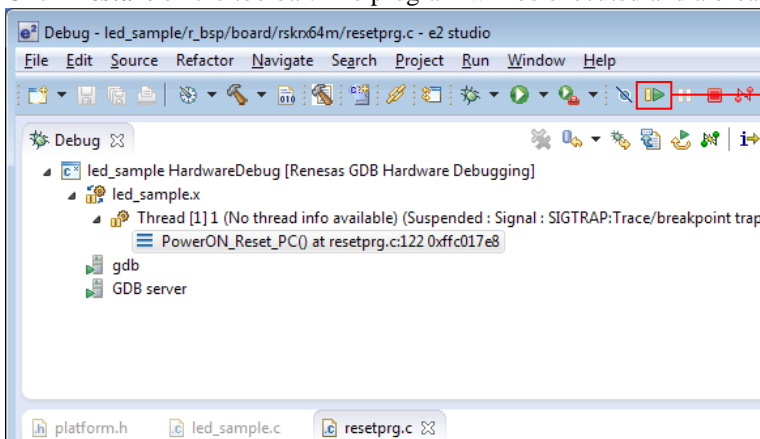 Debug - led_sample/r_bsp/board/rskrx64m/resetprg.c - e2 studio
File Edit Source Refactor Navigate Search Project Run Window Help
010
Debug
led_sample HardwareDebug [Renesas GDB Hardware Debugging]
led_sample.x
Thread [1] 1 (No thread info available) (Suspended : Signal : SIGTRAP:Trace/breakpoint trap
PowerON_Reset_PC() at resetprg.c:122 0xffc017e8
gdb
GDB server
platform.h led_sample.c resetprg.c